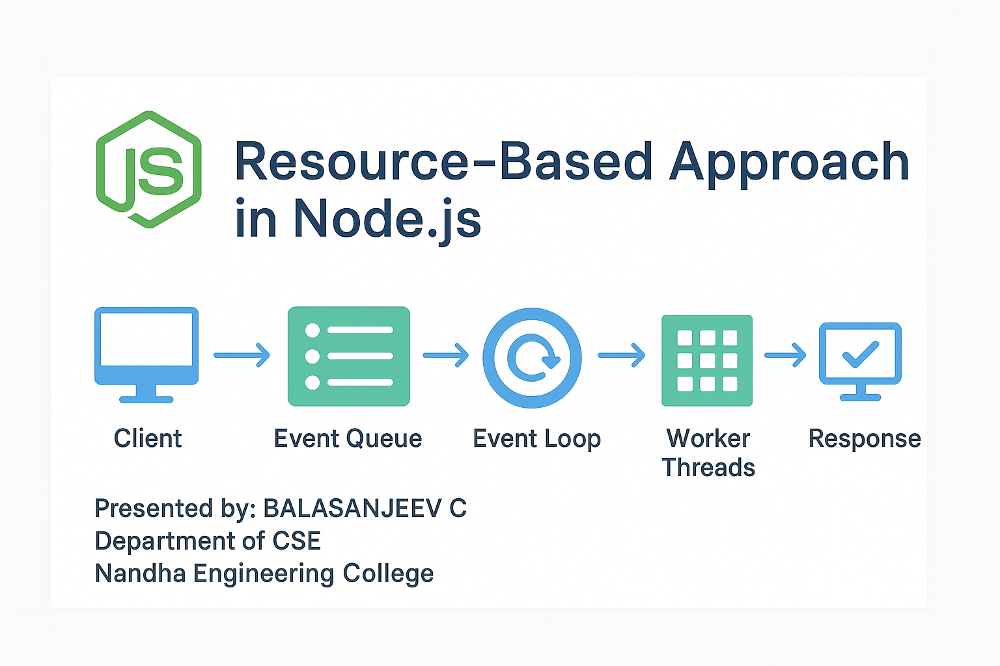 JS
Resource-Based Approach
in Node.js
Client
Event Queue
Event Loop
Worker
Threads
Response
Presented by: BALASANJEEV C
Department of CSE
Nandha Engineering College